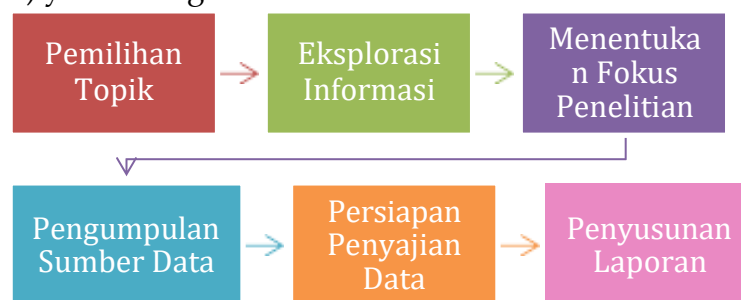 Pemilihan
Topik
Eksplorasi
Informasi
Menentuka
n Fokus
Penelitian
Pengumpulan
Sumber Data
Persiapan
Penyajian
Data
Penyusunan
Laporan